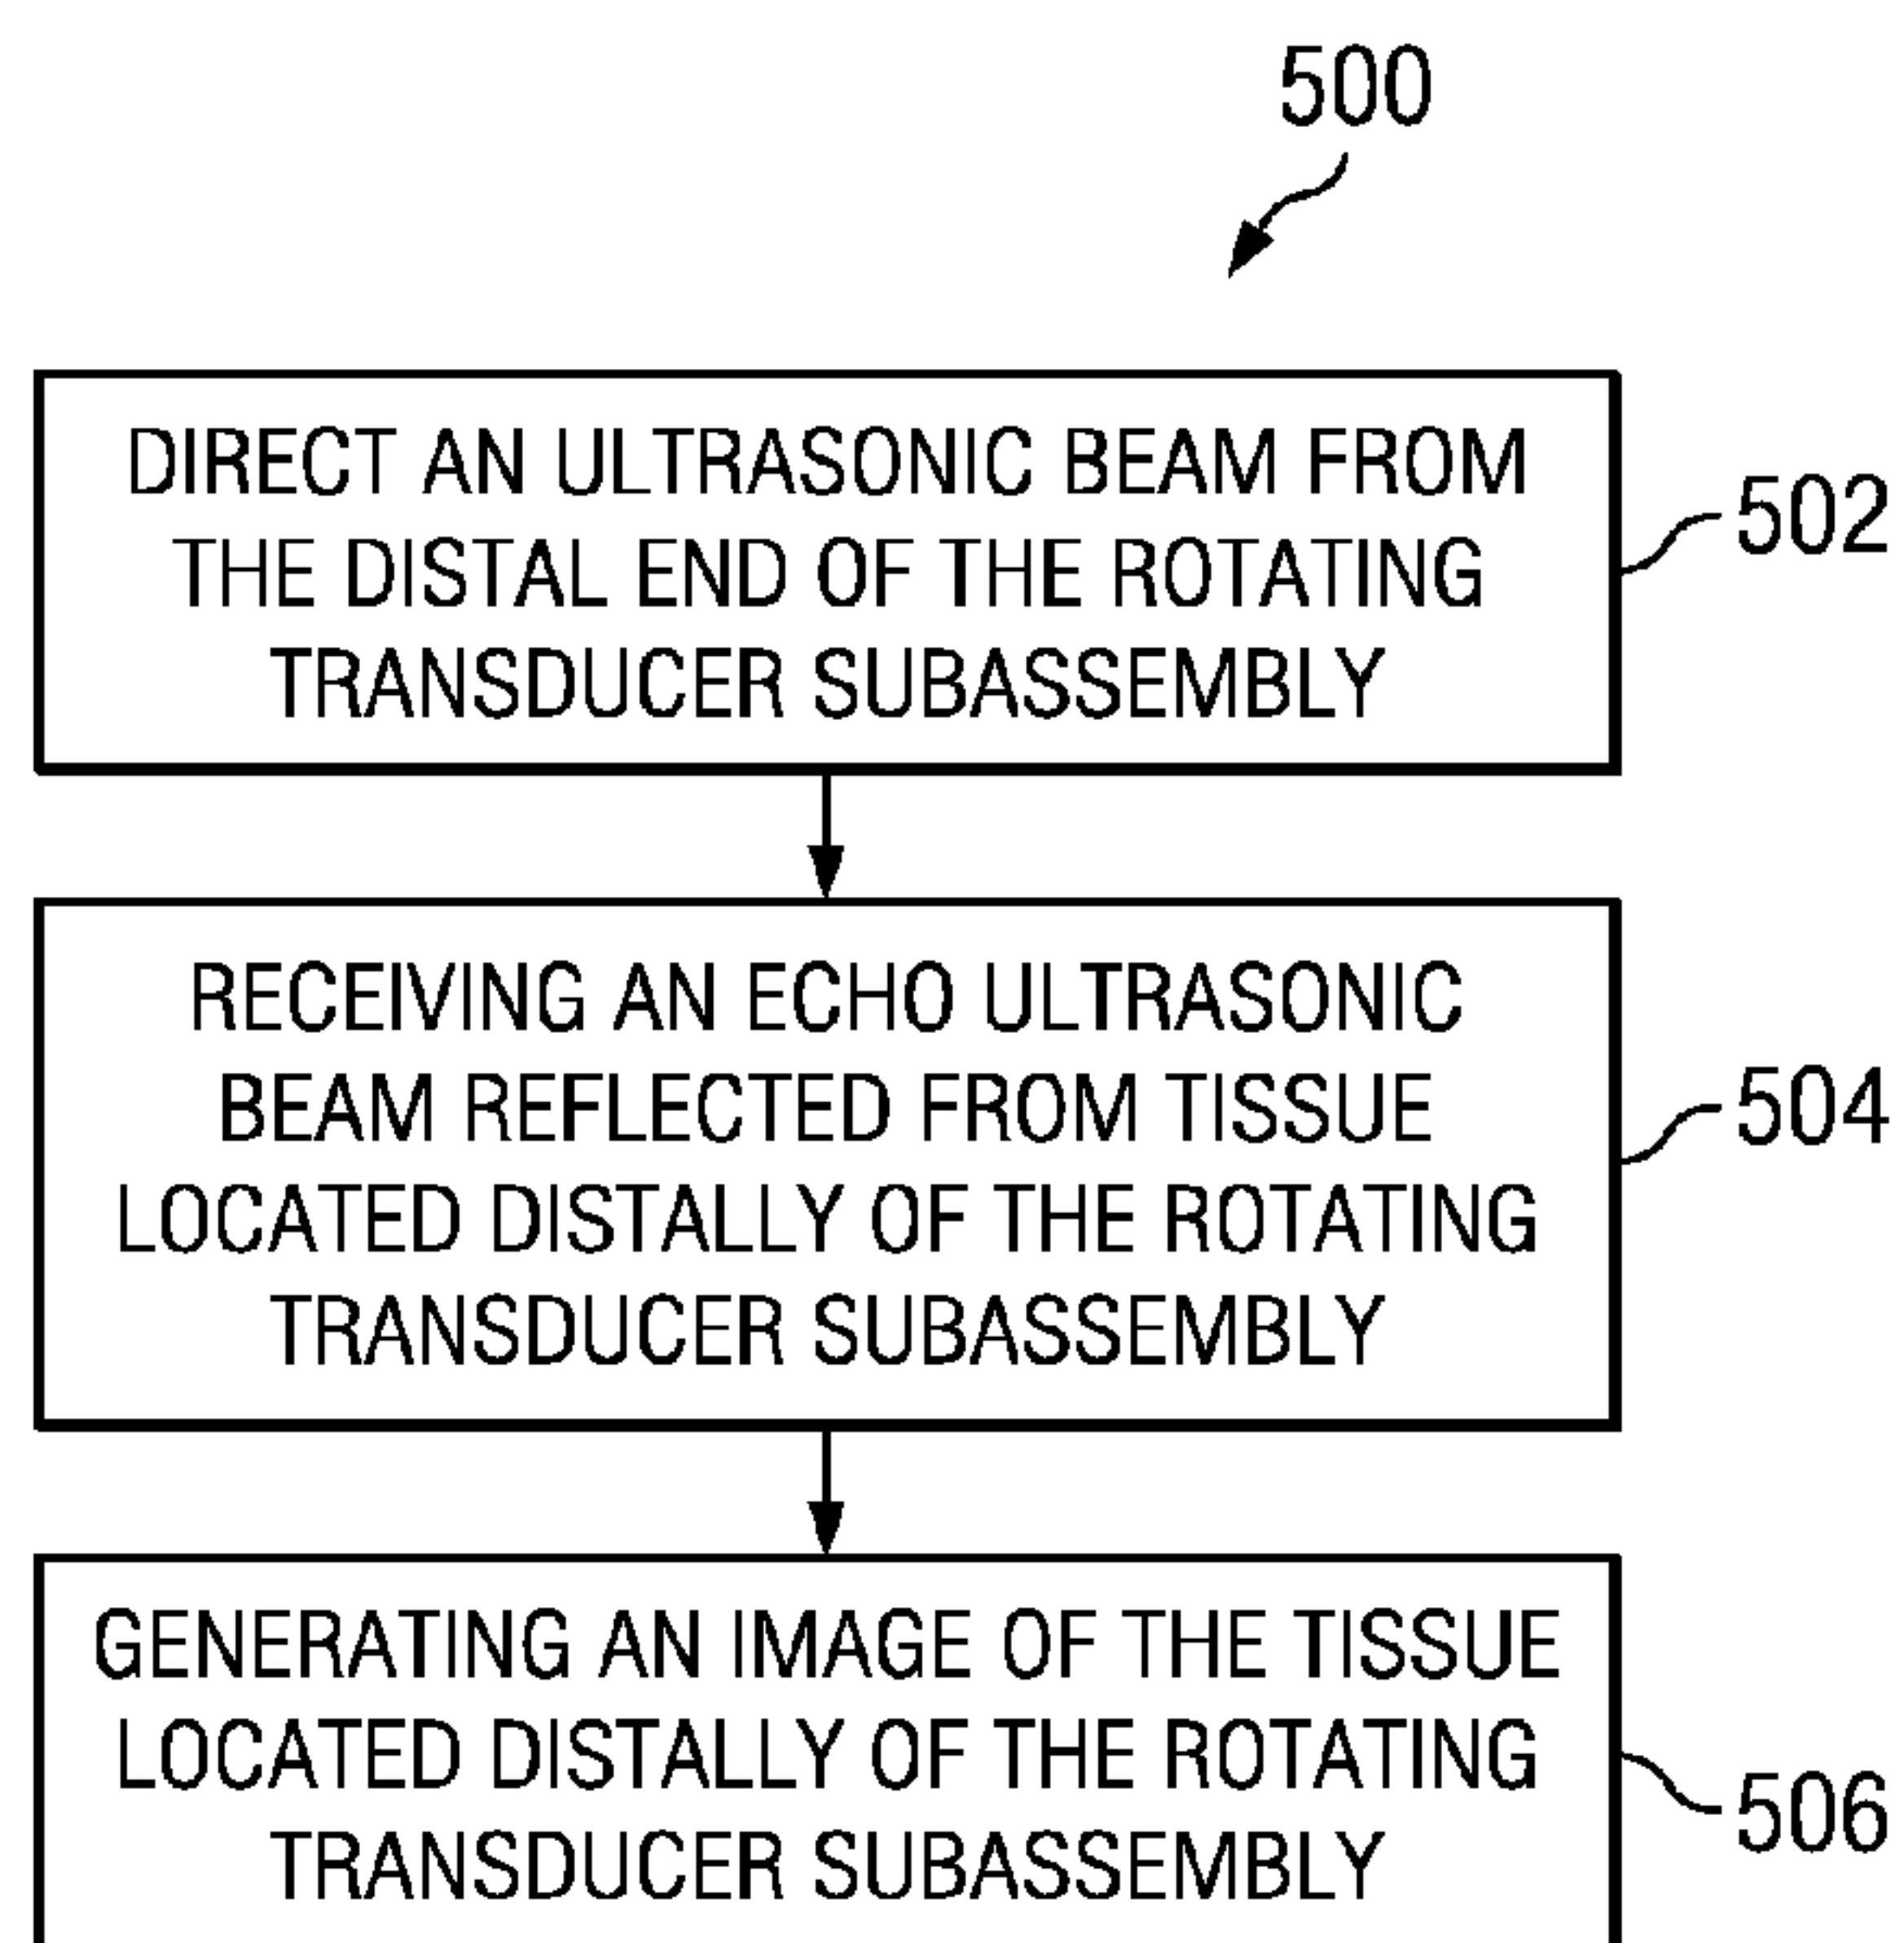 500
DIRECT AN ULTRASONIC BEAM FROM
THE DISTAL END OF THE ROTATING
TRANSDUCER SUBASSEMBLY
502
RECEIVING AN ECHO ULTRASONIC
BEAM REFLECTED FROM TISSUE
LOCATED DISTALLY OF THE ROTATING
TRANSDUCER SUBASSEMBLY
504
GENERATING AN IMAGE OF THE TISSUE
LOCATED DISTALLY OF THE ROTATING
TRANSDUCER SUBASSEMBLY
506